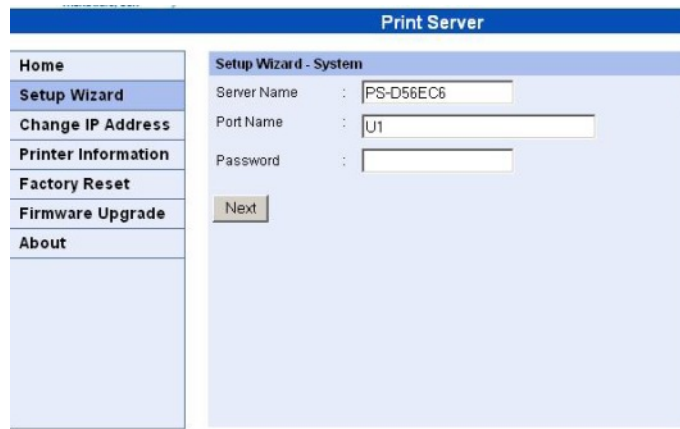 Print Server
Home
Setup Wizard
Change IP Address
Printer Information
Factory Reset
Firmware Upgrade
About
Setup Wizard - System
Server Name : PS-D56EC6
Port Name : U1
Password :
Next